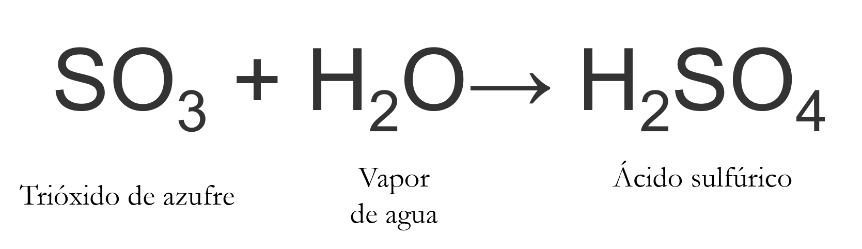 SO₃ + H₂O → H₂SO₄
Trióxido de azufre
Vapor
de agua
Ácido sulfúrico